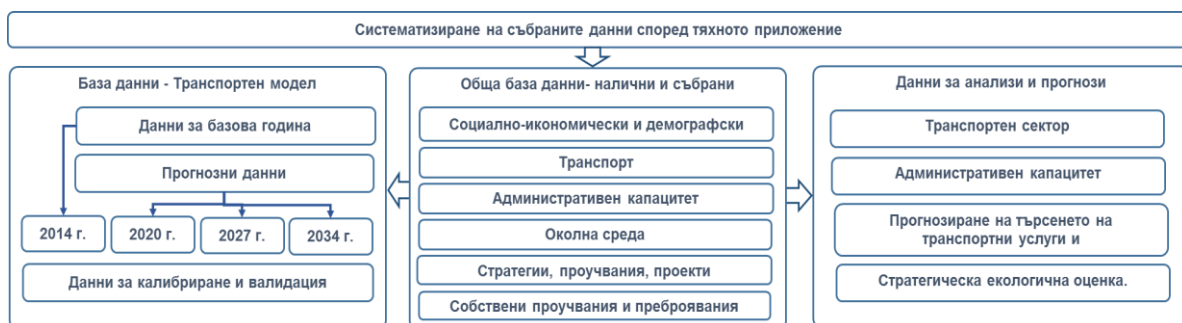 Систематизиране на събраните данни според тяхното приложение
База данни - Транспортен модел
Данни за базова година
Прогнозни данни
2014 г.
2020 г.
2027 г.
2034 г.
Данни за калибриране и валидация
Обща база данни- налични и събрани
Социално-икономически и демографски
Транспорт
Административен капацитет
Околна среда
Стратегии, проучвания, проекти
Собствени проучвания и преброявания
Данни за анализи и прогнози
Транспортен сектор
Административен капацитет
Прогнозиране на търсенето на
транспортни услуги и
Стратегическа екологична оценка.